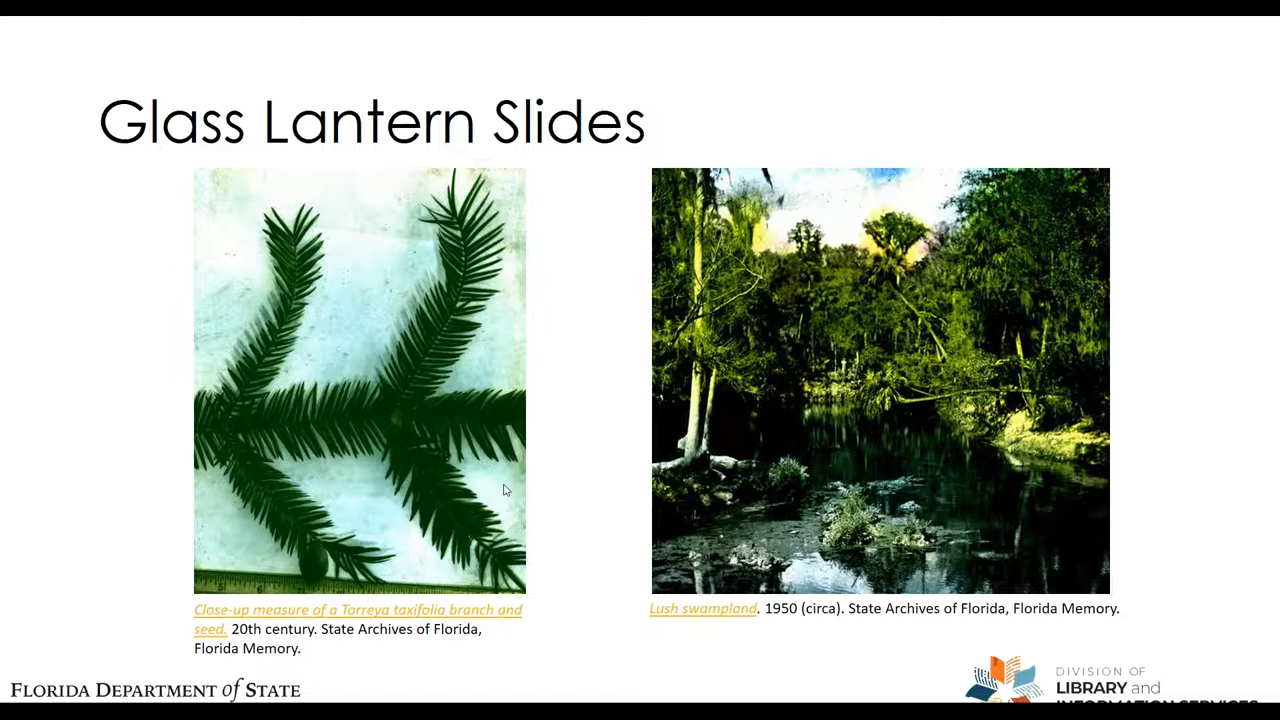 Glass Lantern Slides
Close-up measure of a Torreya taxifolia branch and
seed. 20th century. State Archives of Florida,
Florida Memory.
Lush swampland. 1950 (circa). State Archives of Florida, Florida Memory.
FLORIDA DEPARTMENT of STATE
DIVISION OF
LIBRARY and
INFORMATION SERVICES